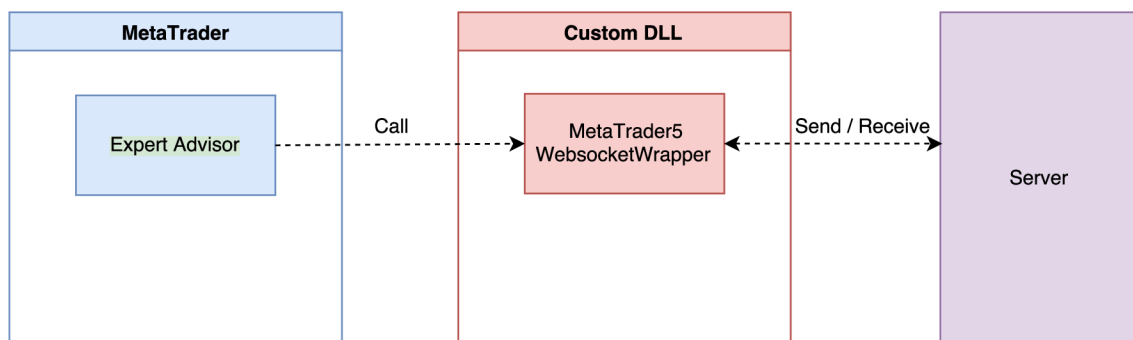 MetaTrader
Custom DLL
Expert Advisor
Call
MetaTrader5
WebsocketWrapper
Send / Receive
Server